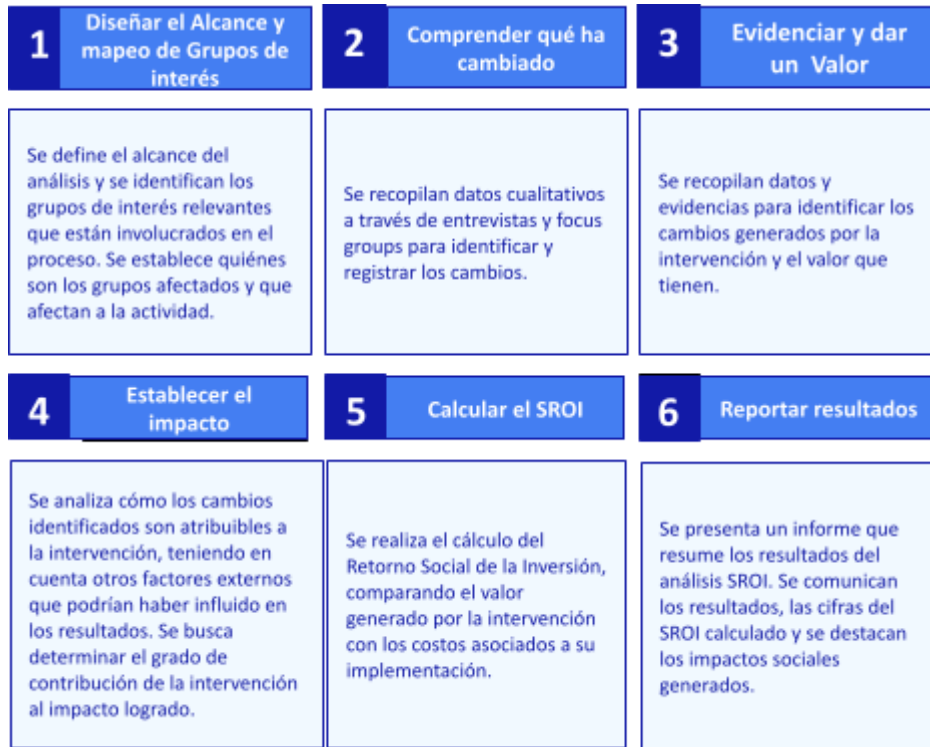 1
Diseñar el Alcance y
mapeo de Grupos de
interés
Se define el alcance del
análisis y se identifican los
grupos de interés relevantes
que están involucrados en el
proceso. Se establece quiénes
son los grupos afectados y que
afectan a la actividad.
2
Comprender qué ha
cambiado
Se recopilan datos cualitativos
a través de entrevistas y focus
groups para identificar y
registrar los cambios.
3
Evidenciar y dar
un Valor
Se recopilan datos y
evidencias para identificar los
cambios generados por la
intervención y el valor que
tienen.
4
Establecer el
impacto
Se analiza cómo los cambios
identificados son atribuibles a
la intervención, teniendo en
cuenta otros factores externos
que podrían haber influido en
los resultados. Se busca
determinar el grado de
contribución de la intervención
al impacto logrado.
5
Calcular el SROI
Se realiza el cálculo del
Retorno Social de la Inversión,
comparando el valor
generado por la intervención
con los costos asociados a su
implementación.
6
Reportar resultados
Se presenta un informe que
resume los resultados del
análisis SROI. Se comunican
los resultados, las cifras del
SROI calculado y se destacan
los impactos sociales
generados.